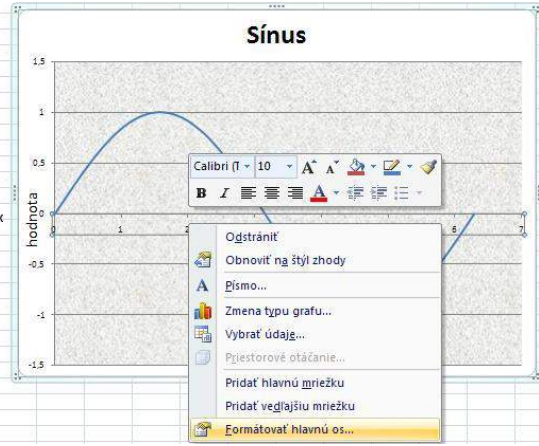 Sínus
1,5
1
0,5
0
-0,5
-1
-1,5
hodnota
x
0 1 2 6 7
Calibri (T 10 A A
B I A
Odstrániť
Obnoviť na štýl zhody
A Písmo...
Zmena typu grafu...
Vybrať údaje...
Priestorové otáčanie...
Pridať hlavnú mriežku
Pridať vedľajšiu mriežku
Formátovať hlavnú os...